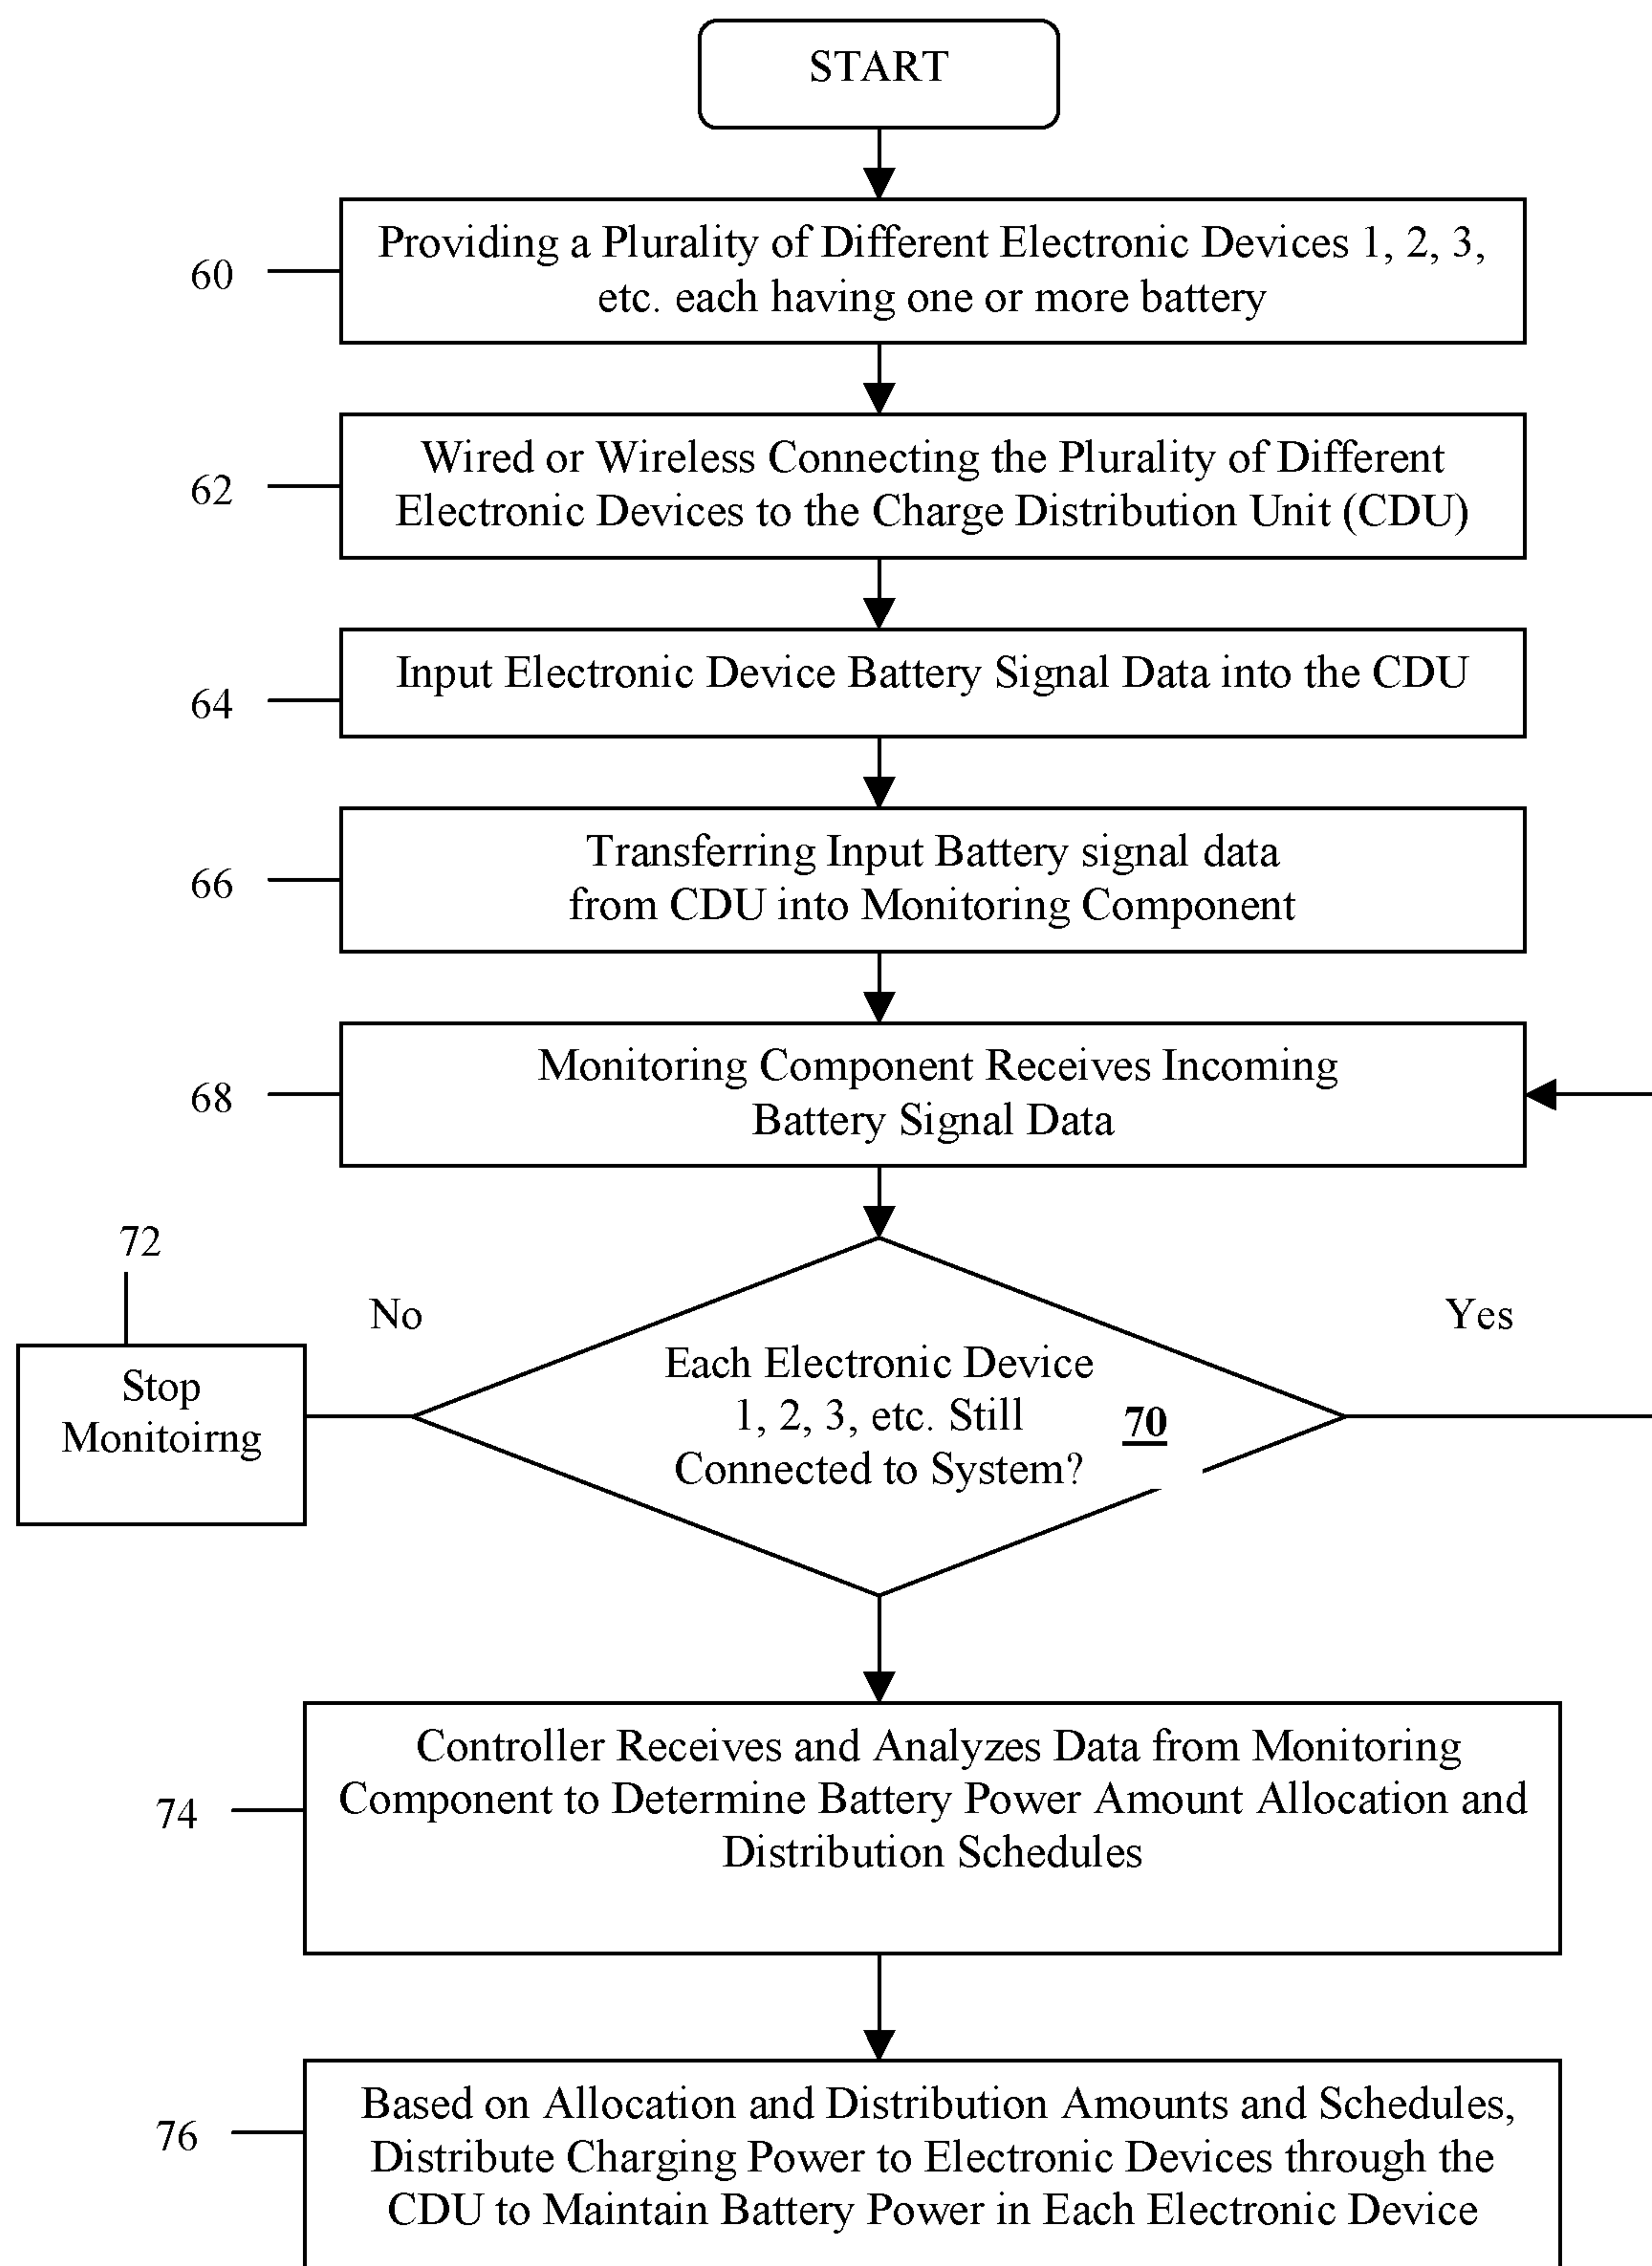 START
60
Providing a Plurality of Different Electronic Devices 1, 2, 3,
etc. each having one or more battery
62
Wired or Wireless Connecting the Plurality of Different
Electronic Devices to the Charge Distribution Unit (CDU)
64
Input Electronic Device Battery Signal Data into the CDU
66
Transferring Input Battery signal data
from CDU into Monitoring Component
68
Monitoring Component Receives Incoming
Battery Signal Data
72
No
Yes
Stop
Monitoirng
Each Electronic Device
1, 2, 3, etc. Still
Connected to System?
70
74
Controller Receives and Analyzes Data from Monitoring
Component to Determine Battery Power Amount Allocation and
Distribution Schedules
76
Based on Allocation and Distribution Amounts and Schedules,
Distribute Charging Power to Electronic Devices through the
CDU to Maintain Battery Power in Each Electronic Device